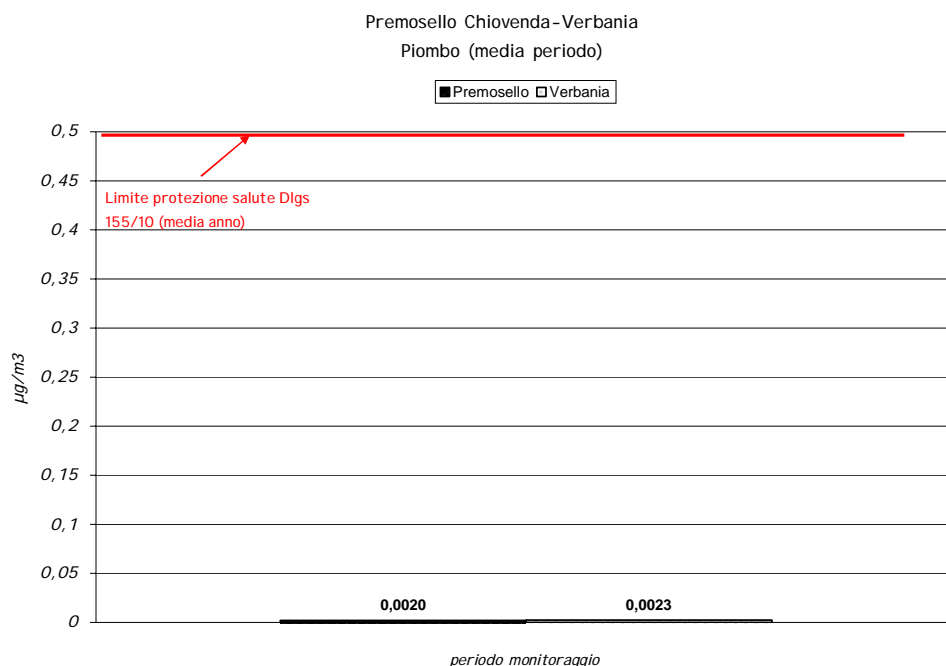 Premosello Chiovenda-Verbania
Piombo (media periodo)
Premosello Verbania
0,5
Limite protezione salute Dlgs
155/10 (media anno)
0,45
0,4
0,35
0,3
0,25
0,2
0,15
0,1
0,05
0
µg/m3
0,0020 0,0023
periodo monitoraggio